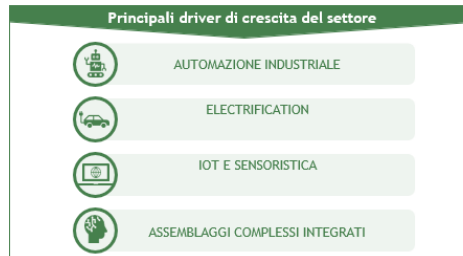 Principali driver di crescita del settore
AUTOMAZIONE INDUSTRIALE
ELECTRIFICATION
IOT E SENSORISTICA
ASSEMBLAGGI COMPLESSI INTEGRATI